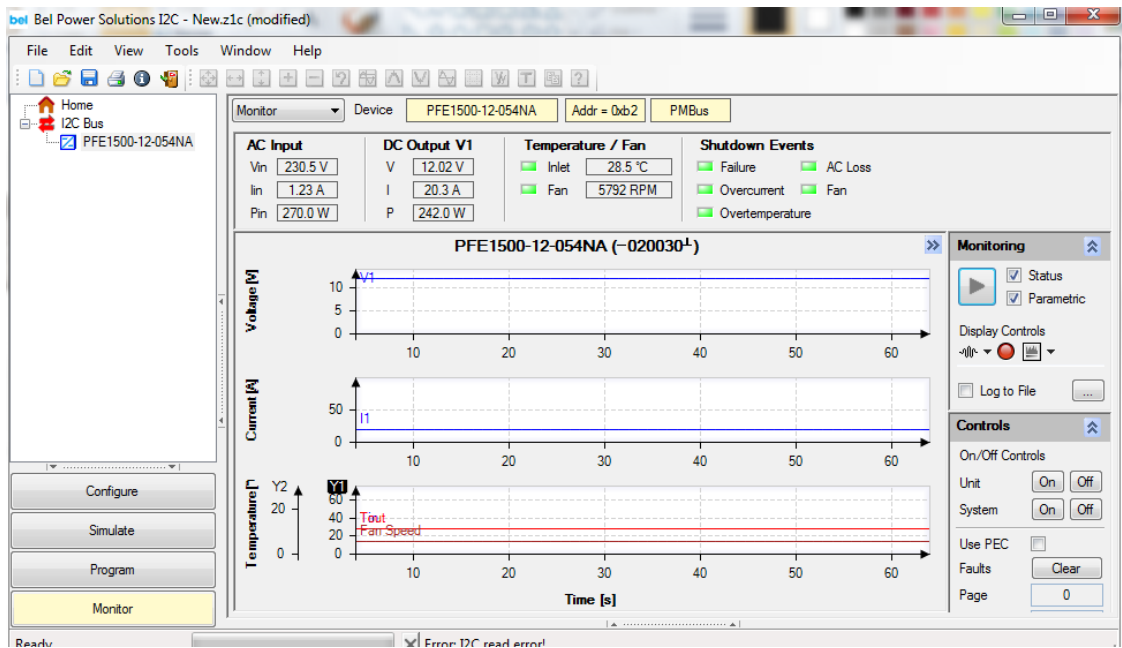 bel Bel Power Solutions I2C - New.z1c (modified)
File Edit View Tools Window Help
Home
I2C Bus
PFE1500-12-054NA
Monitor Device PFE1500-12-054NA Addr = 0xb2 PMBus
AC Input DC Output V1 Temperature / Fan Shutdown Events
Vin 230.5 V V 12.02 V Inlet 28.5 °C Failure AC Loss
Iin 1.23 A I 20.3 A Fan 5792 RPM Overcurrent Fan
Pin 270.0 W P 242.0 W Overtemperature
PFE1500-12-054NA (−020030┴)
Voltage [V]
V1
10
5
0
10 20 30 40 50 60
Current [A]
50
I1
0
10 20 30 40 50 60
Temperature
Y2 Y1
60
20 40
20
0 0
Fan Speed
10 20 30 40 50 60
Time [s]
Monitoring
Status
Parametric
Display Controls
Log to File ...
Controls
On/Off Controls
Unit On Off
System On Off
Use PEC
Faults Clear
Page 0
Configure
Simulate
Program
Monitor
Ready Error: I2C read error!